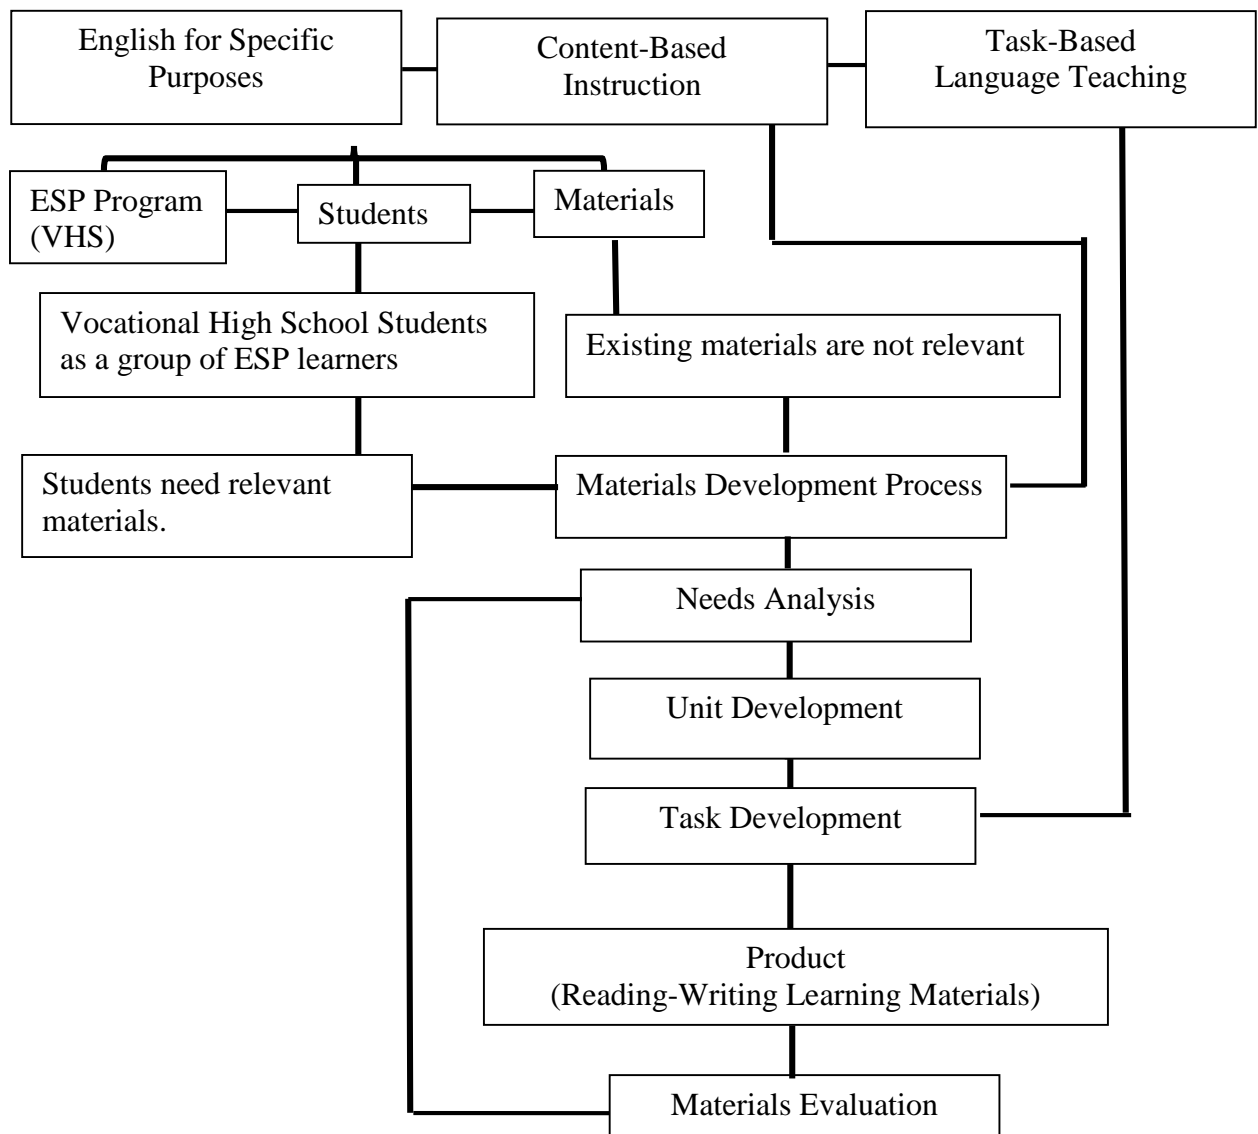 English for Specific
Purposes
Content-Based
Instruction
Task-Based
Language Teaching
ESP Program
(VHS)
Students
Materials
Vocational High School Students
as a group of ESP learners
Existing materials are not relevant
Students need relevant
materials.
Materials Development Process
Needs Analysis
Unit Development
Task Development
Product
(Reading-Writing Learning Materials)
Materials Evaluation